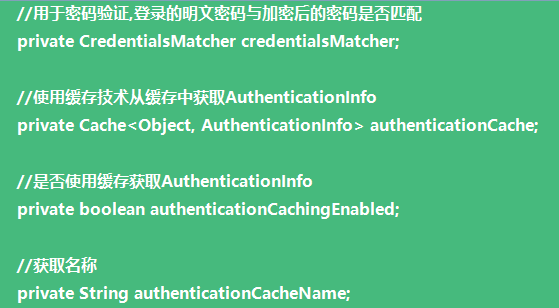 //用于密码验证,登录的明文密码与加密后的密码是否匹配
private CredentialsMatcher credentialsMatcher;
//使用缓存技术从缓存中获取AuthenticationInfo
private Cache<Object, AuthenticationInfo> authenticationCache;
//是否使用缓存获取AuthenticationInfo
private boolean authenticationCachingEnabled;
//获取名称
private String authenticationCacheName;